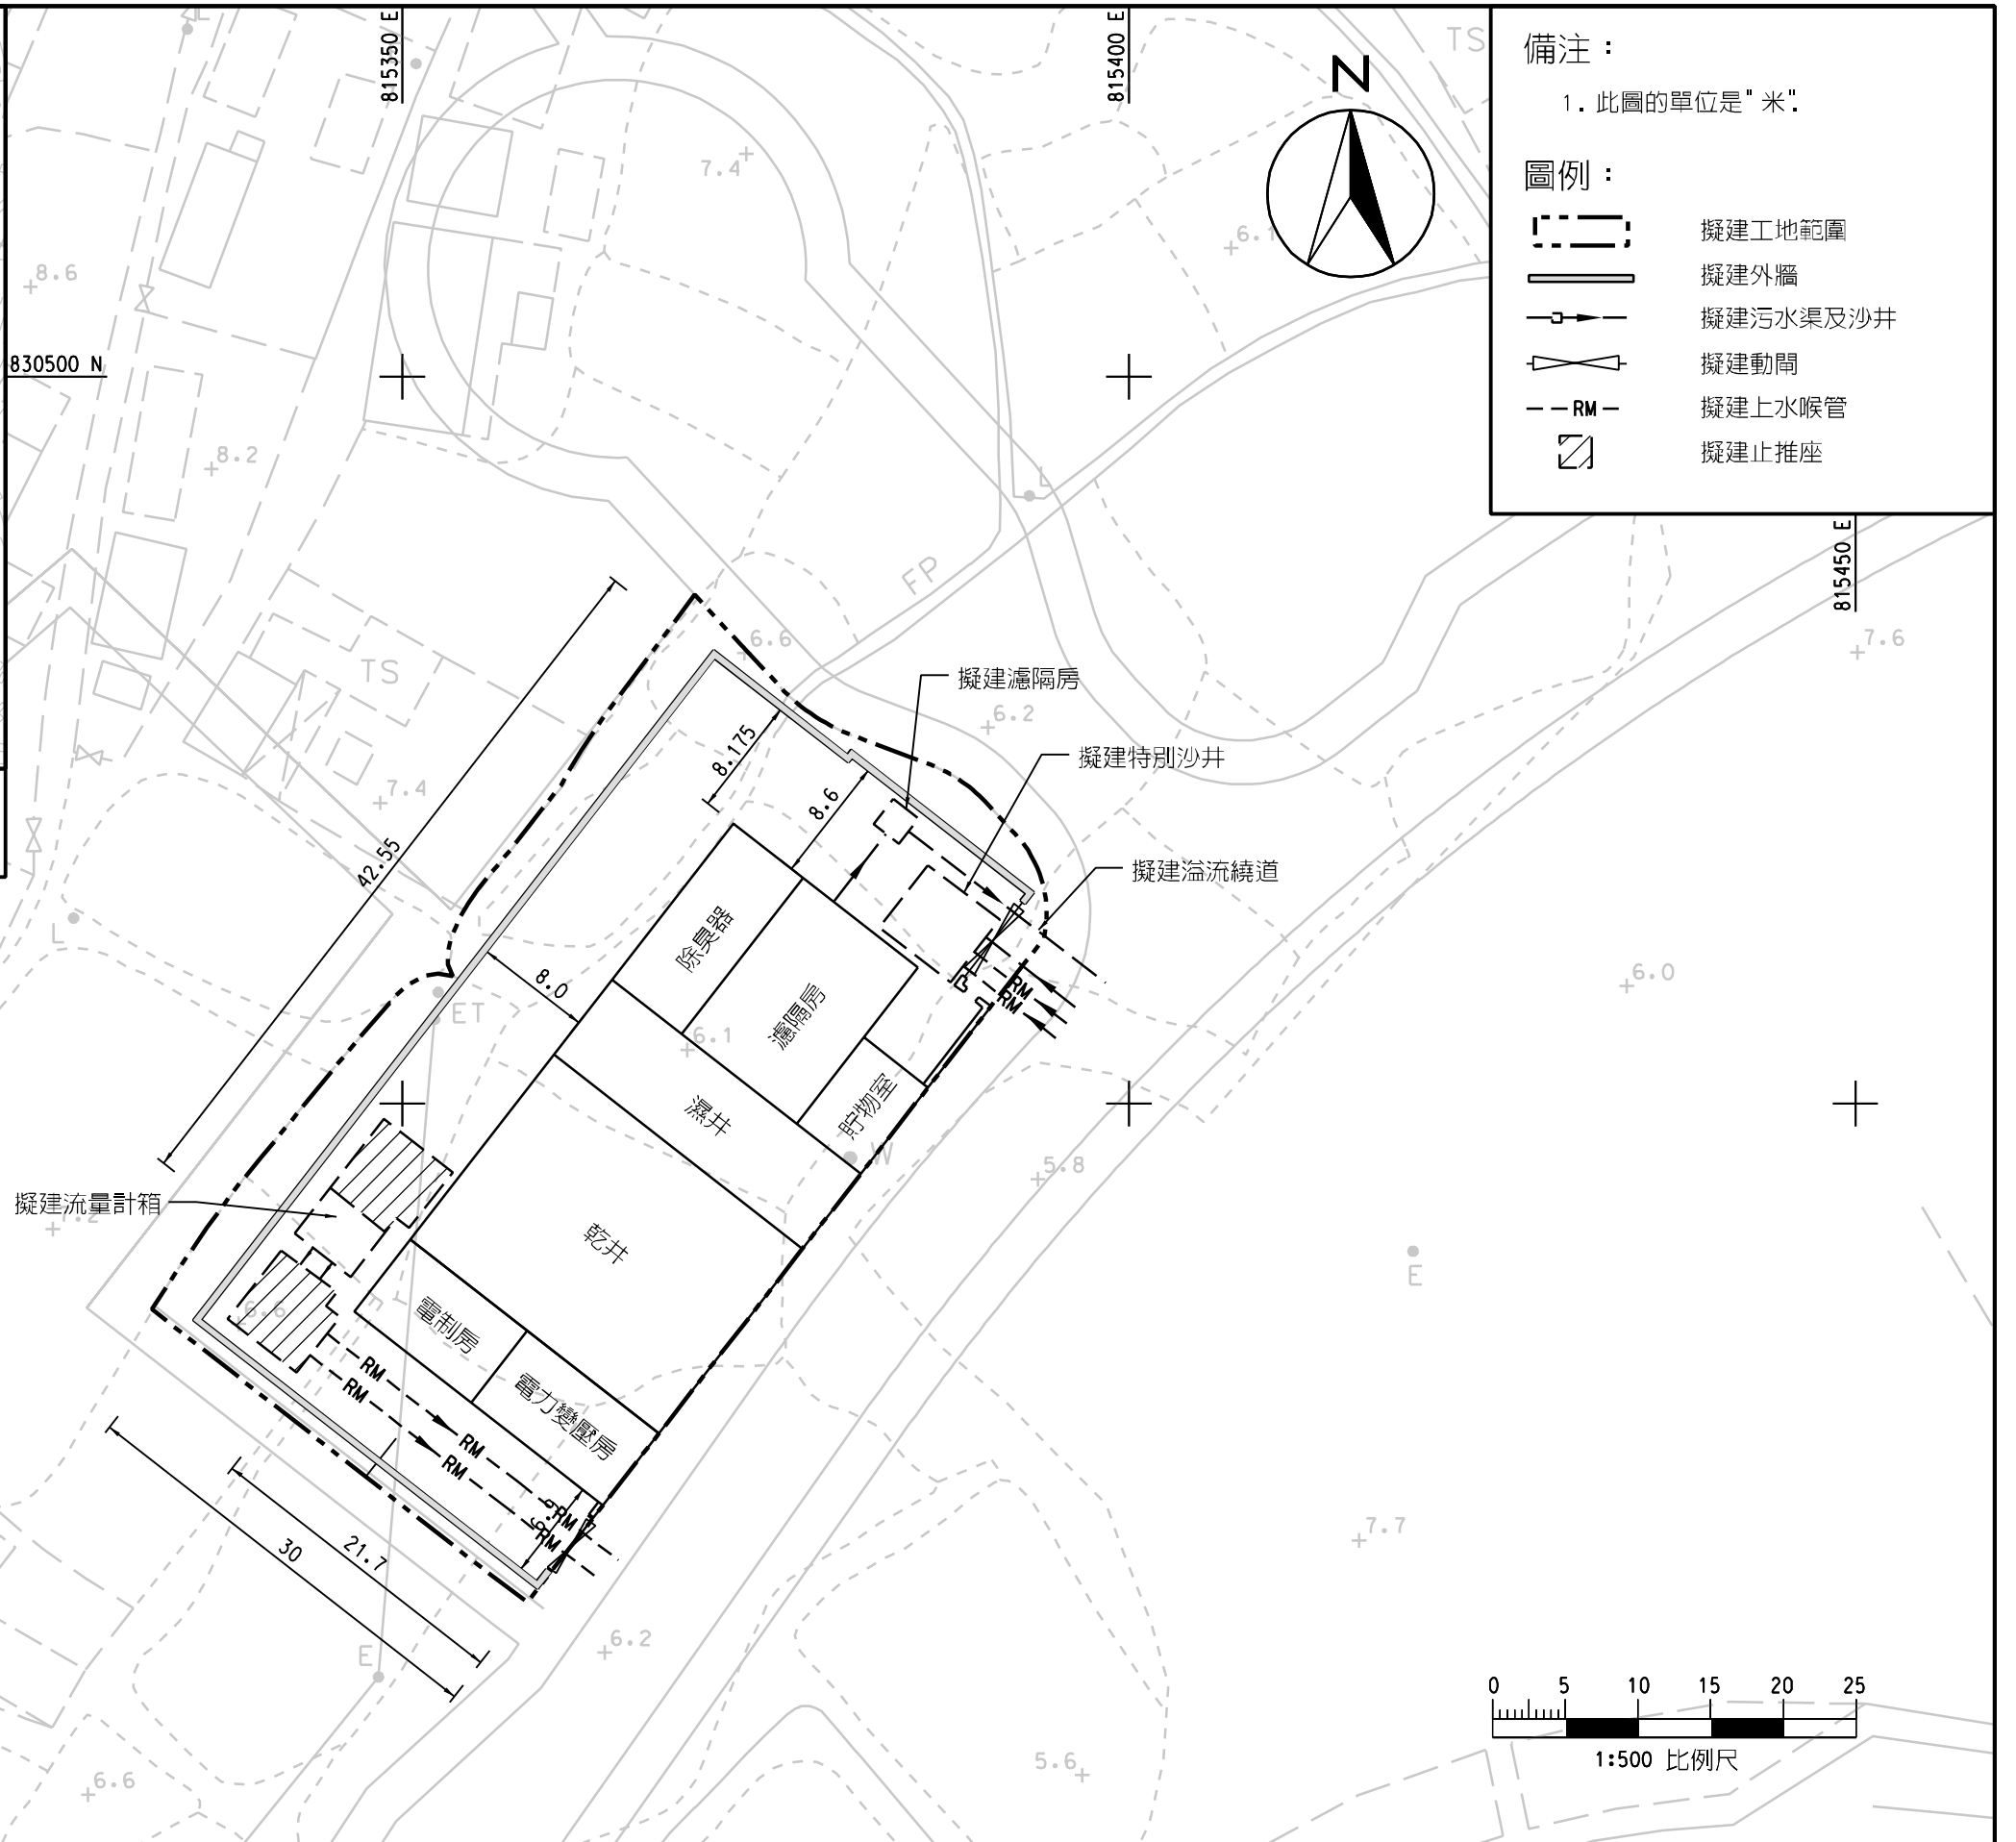 815350 E
815400 E
TS
N
備注：
1. 此圖的單位是"米".
圖例：
擬建工地範圍
擬建外牆
擬建污水渠及沙井
擬建動閘
RM
擬建上水喉管
擬建止推座
830500 N
815450 E
7.4
6.1
8.6
8.2
L
FP
7.6
TS
6.6
擬建濾隔房
6.2
擬建特別沙井
7.4
8.175
8.6
擬建溢流繞道
42.55
L
除臭器
8.0
濾隔房
RM
RM
6.0
ET
6.1
貯物室
濕井
W
5.8
擬建流量計箱
7.2
乾井
E
6.6
電制房
電力變壓房
RM
RM
RM
RM
RM
RM
30
21.7
7.7
E
6.2
5.6
6.6
0 5 10 15 20 25
1:500 比例尺